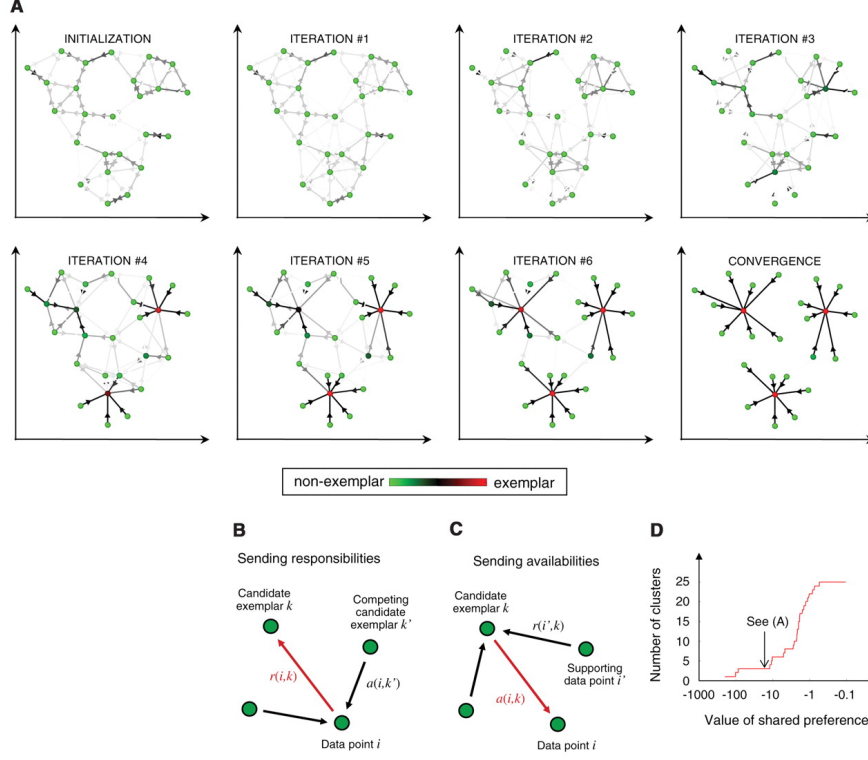 A
INITIALIZATION
ITERATION #1
ITERATION #2
ITERATION #3
ITERATION #4
ITERATION #5
ITERATION #6
CONVERGENCE
non-exemplar
exemplar
B
Sending responsibilities
Candidate
exemplar k
Competing
candidate
exemplar k'
r(i,k)
a(i,k')
Data point i
C
Sending availabilities
Candidate
exemplar k
r(i',k)
Supporting
data point i'
a(i,k)
Data point i
D
Number of clusters
25
20
15
10
5
0
See (A)
-1000 -100 -10 -1 -0.1
Value of shared preference